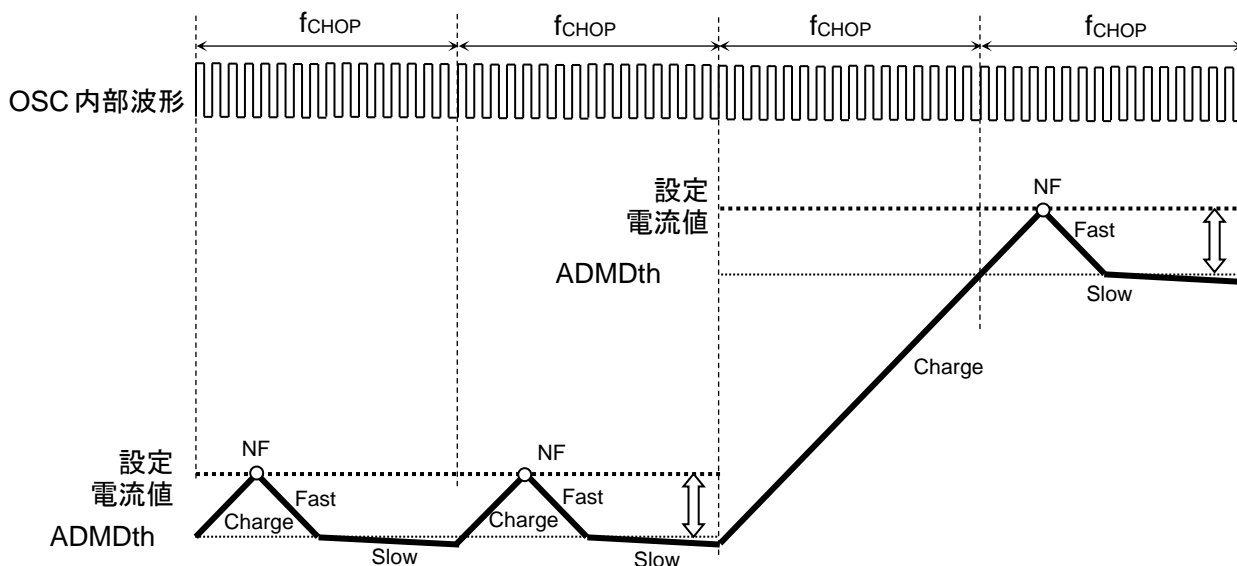 fCHOP fCHOP fCHOP fCHOP
OSC 内部波形
設定
電流値
NF
Fast
ADMDth
Slow
Charge
NF NF
設定
電流値
Fast Fast
Charge Charge
ADMDth
Slow Slow